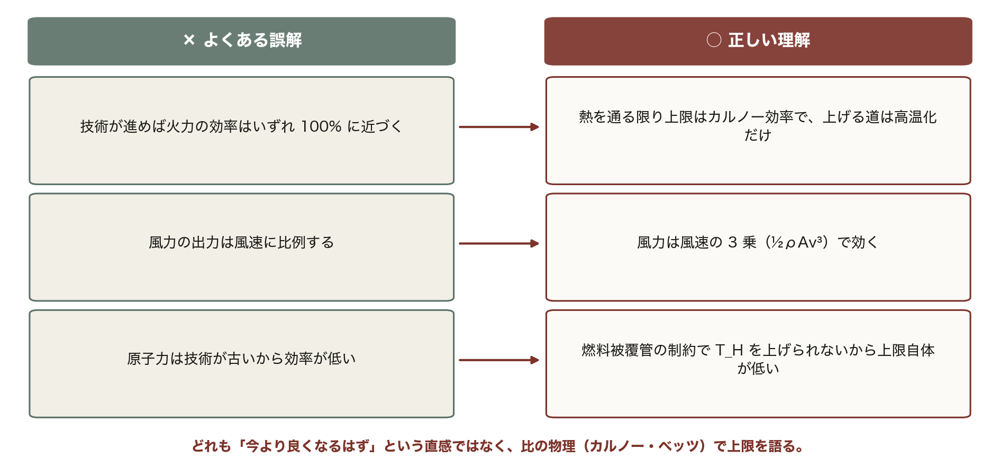 × よくある誤解
○ 正しい理解
技術が進めば火力の効率はいずれ 100% に近づく
熱を通る限り上限はカルノー効率で、上げる道は高温化
だけ
風力の出力は風速に比例する
風力は風速の 3 乗（½ρAv³）で効く
原子力は技術が古いから効率が低い
燃料被覆管の制約で T_H を上げられないから上限自体
が低い
どれも「今より良くなるはず」という直感ではなく、比の物理（カルノー・ベッツ）で上限を語る。